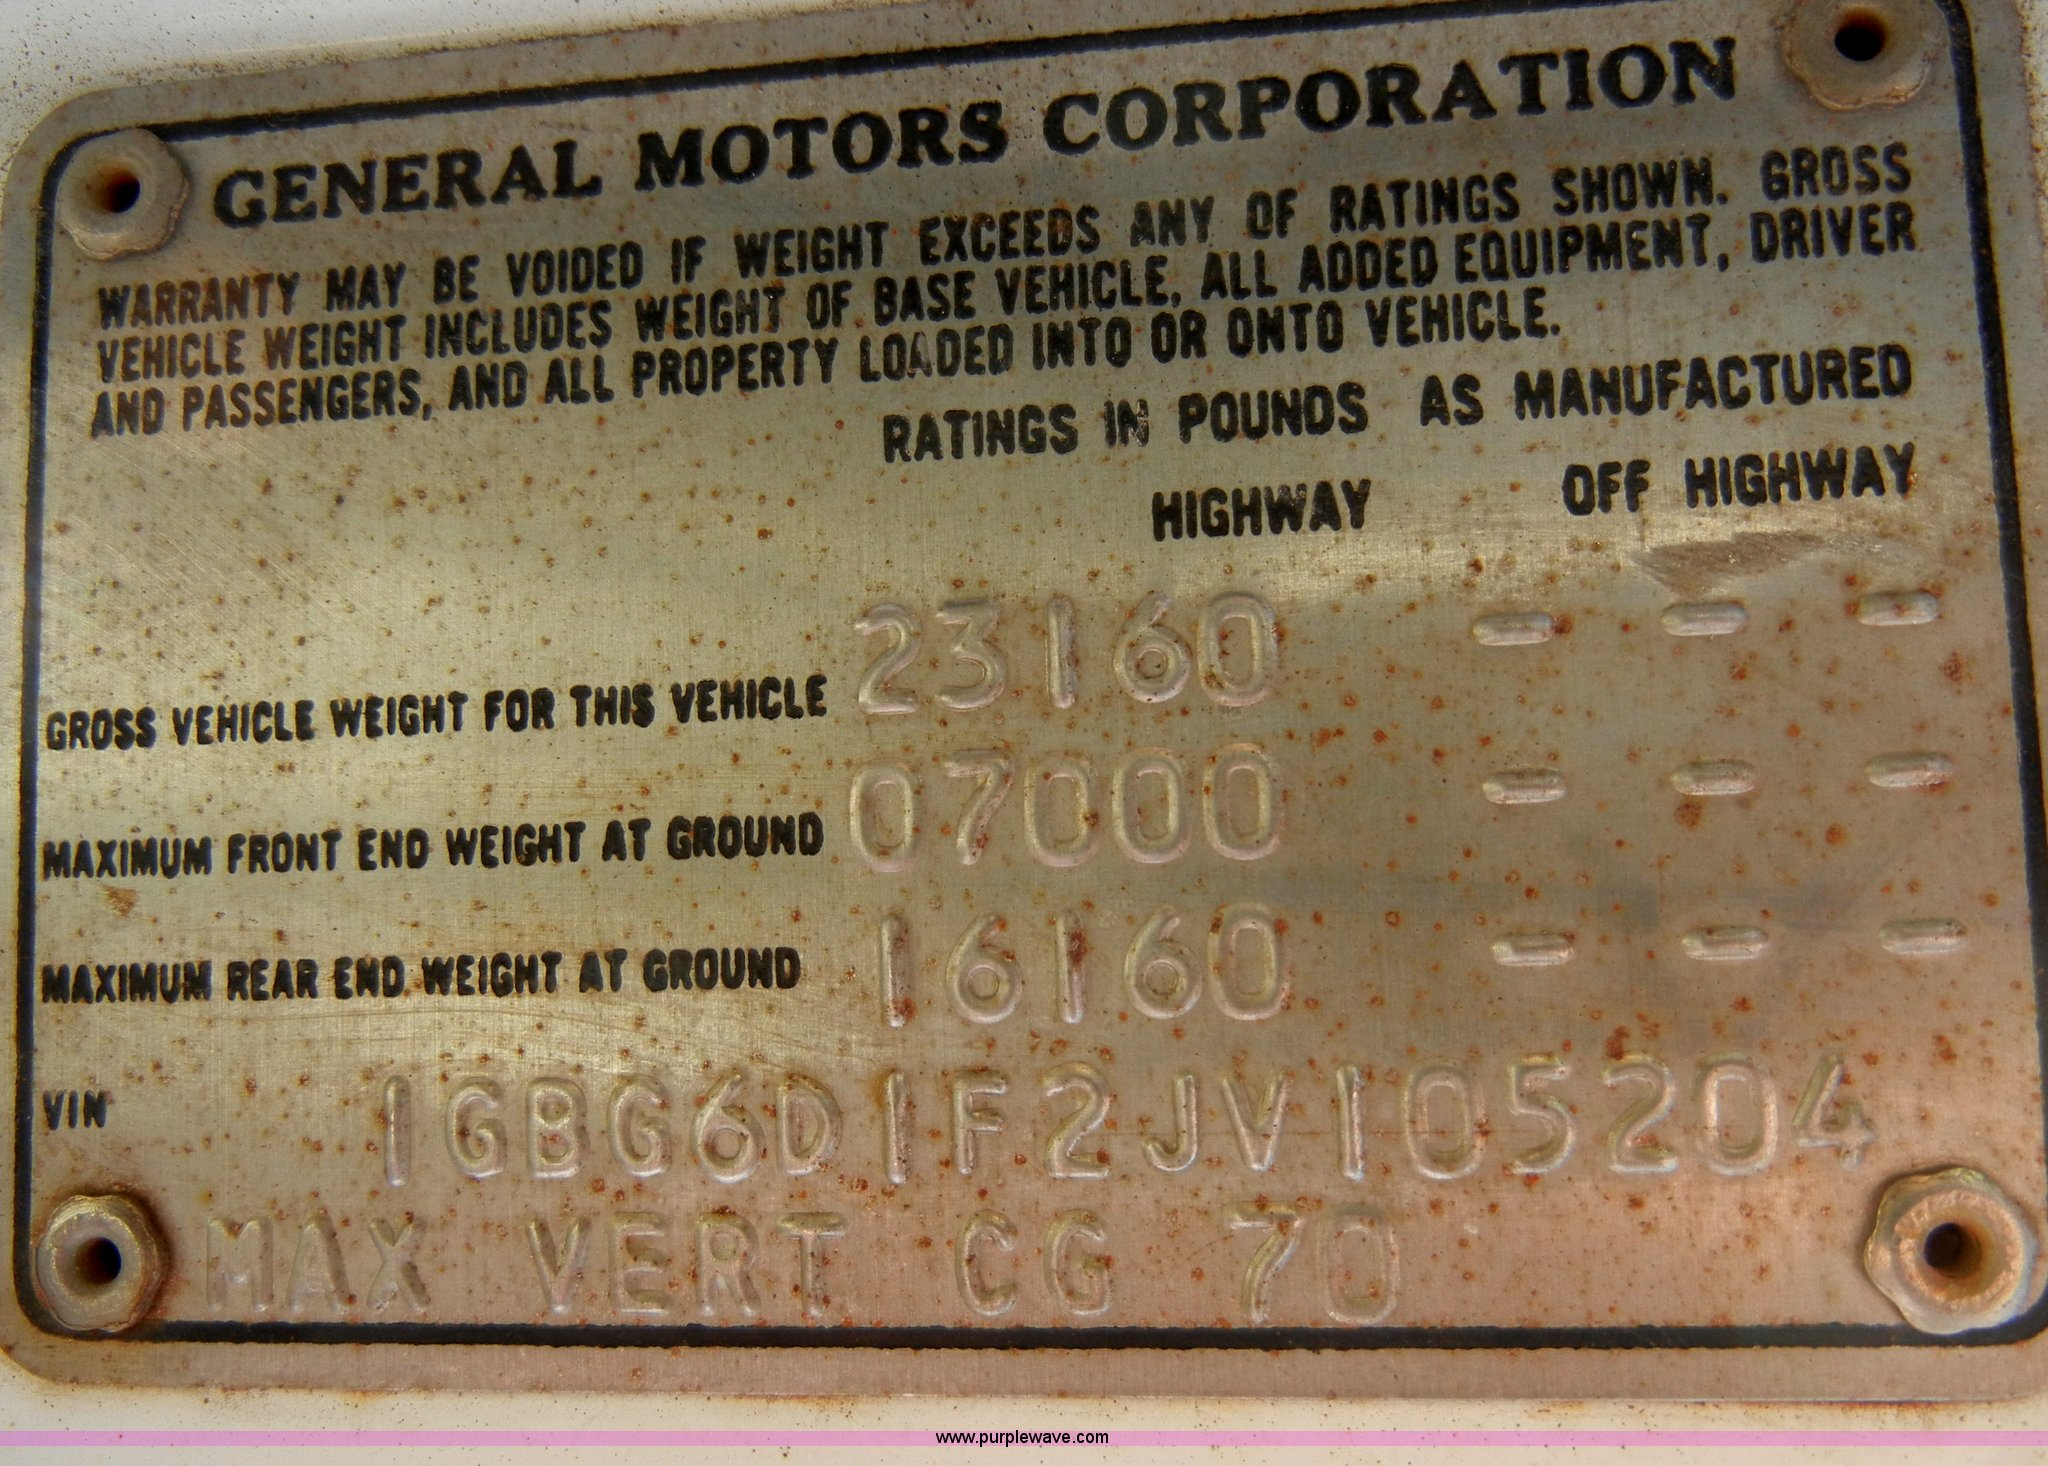 GENERAL MOTORS CORPORATION
WARRANTY MAY BE VOIDED IF WEIGHT EXCEEDS ANY OF RATINGS SHOWN. GROSS
VEHICLE WEIGHT INCLUDES WEIGHT OF BASE VEHICLE, ALL ADDED EQUIPMENT, DRIVER
AND PASSENGERS, AND ALL PROPERTY LOADED INTO OR ONTO VEHICLE.
RATINGS IN POUNDS AS MANUFACTURED
HIGHWAY OFF HIGHWAY
GROSS VEHICLE WEIGHT FOR THIS VEHICLE 23160 - - -
MAXIMUM FRONT END WEIGHT AT GROUND 07000 - - -
MAXIMUM REAR END WEIGHT AT GROUND 16160 - - -
VIN 1GBG6D1F2JV105204
MAX VERT CG 70
www.purplewave.com